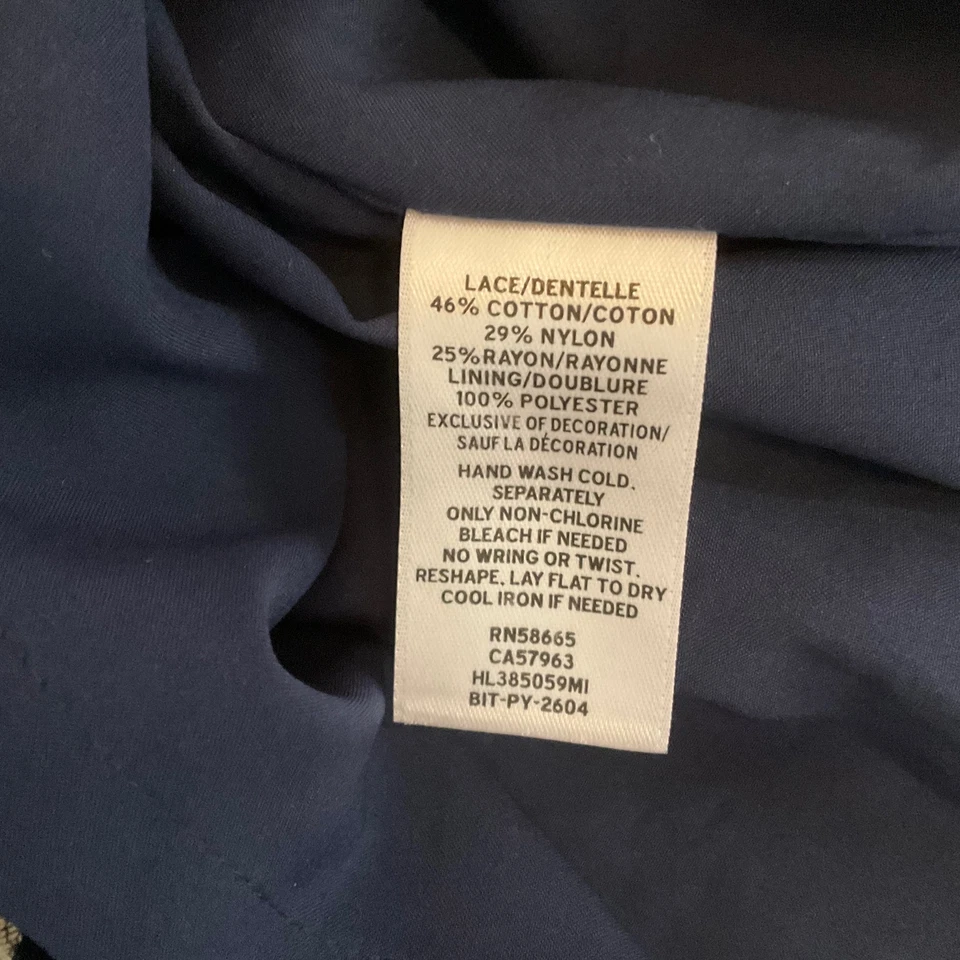 LACE/DENTELLE
46% COTTON/COTON
29% NYLON
25%RAYON/RAYONNE
LINING/DOUBLURE
100% POLYESTER
EXCLUSIVE OF DECORATION/
SAUF LA DÉCORATION
HAND WASH COLD.
SEPARATELY
ONLY NON-CHLORINE
BLEACH IF NEEDED
NO WRING OR TWIST.
RESHAPE, LAY FLAT TO DRY
COOL IRON IF NEEDED
RN58665
CA57963
HL385059MI
BIT-PY-2604